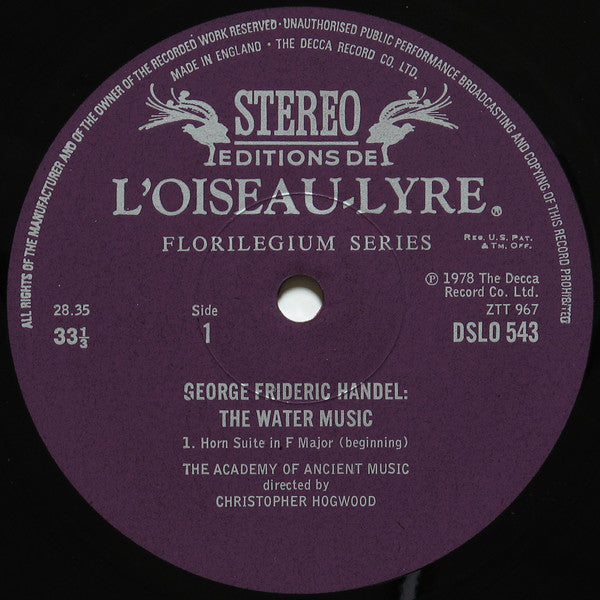 ALL RIGHTS OF THE MANUFACTURER AND OF THE OWNER OF THE RECORDED WORK RESERVED · UNAUTHORISED PUBLIC PERFORMANCE BROADCASTING AND COPYING OF THIS RECORD PROHIBITED
MADE IN ENGLAND · THE DECCA RECORD CO. LTD.
STEREO
EDITIONS DE
L'OISEAU-LYRE®
FLORILEGIUM SERIES
REG. U.S. PAT.
& TM. OFF.
℗ 1978 The Decca
Record Co. Ltd.
28.35
Side
ZTT 967
33⅓
1
DSLO 543
GEORGE FRIDERIC HANDEL:
THE WATER MUSIC
1. Horn Suite in F Major (beginning)
THE ACADEMY OF ANCIENT MUSIC
directed by
CHRISTOPHER HOGWOOD